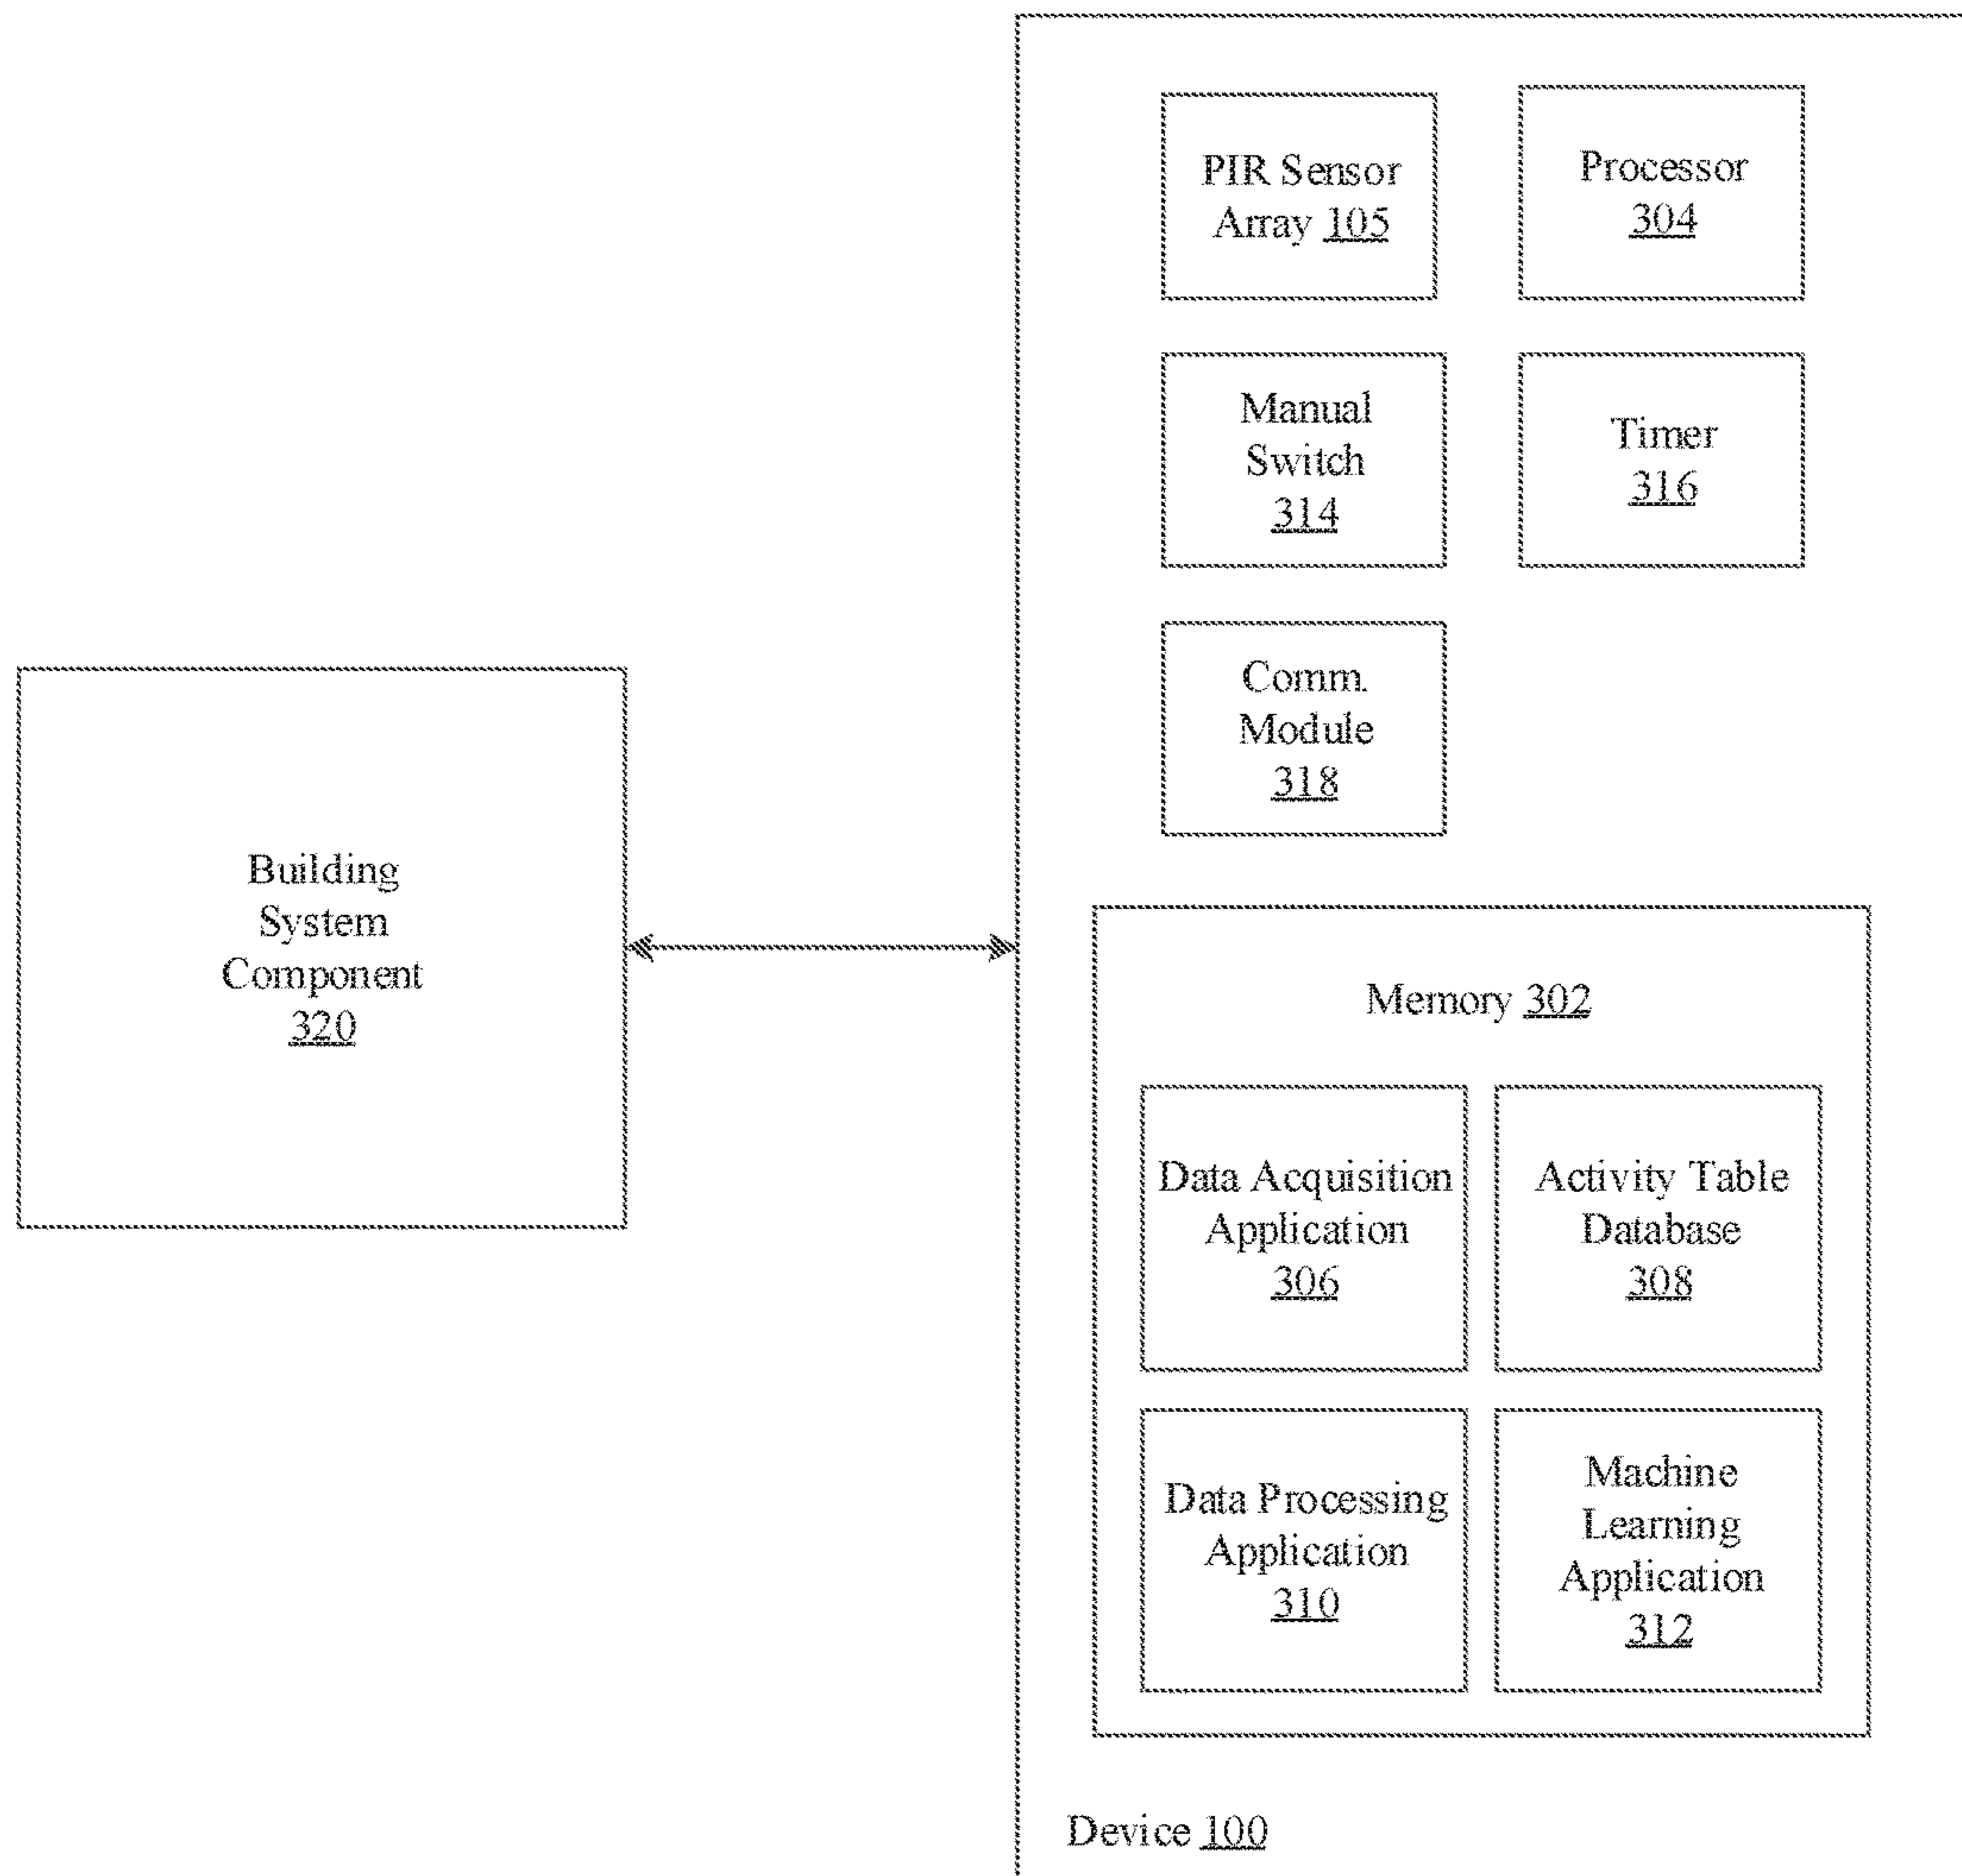 PIR Sensor
Array 105
Processor
304
Manual
Switch
314
Timer
316
Comm.
Module
318
Building
System
Component
320
Memory 302
Data Acquisition
Application
306
Activity Table
Database
308
Data Processing
Application
310
Machine
Learning
Application
312
Device 100